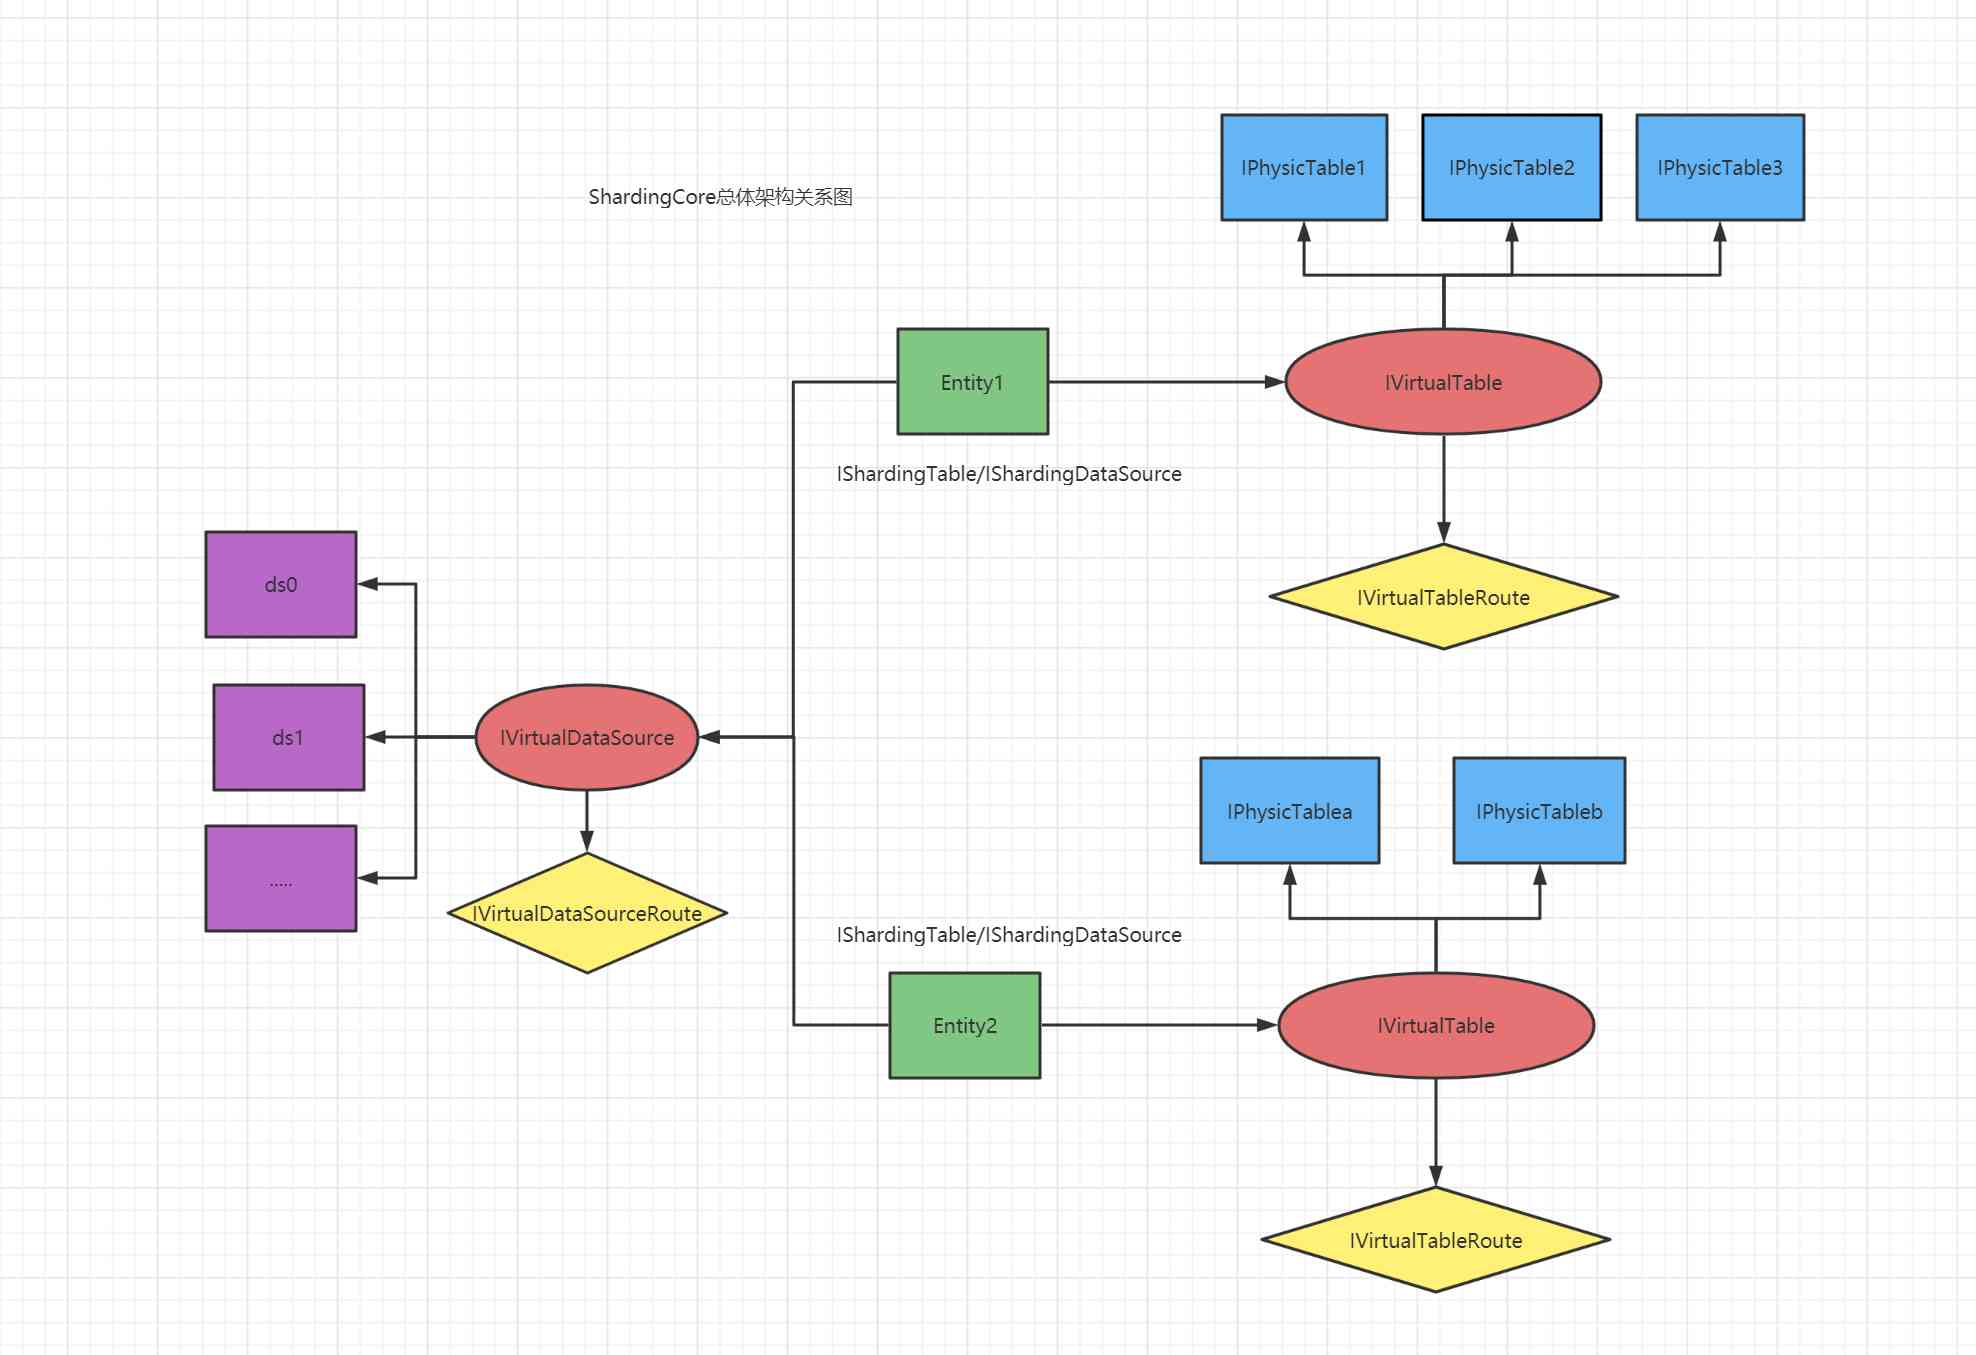 ShardingCore总体架构关系图
IPhysicTable1
IPhysicTable2
IPhysicTable3
Entity1
IVirtualTable
IShardingTable/IShardingDataSource
IVirtualTableRoute
ds0
ds1
.....
IVirtualDataSource
IVirtualDataSourceRoute
IPhysicTablea
IPhysicTableb
IShardingTable/IShardingDataSource
Entity2
IVirtualTable
IVirtualTableRoute